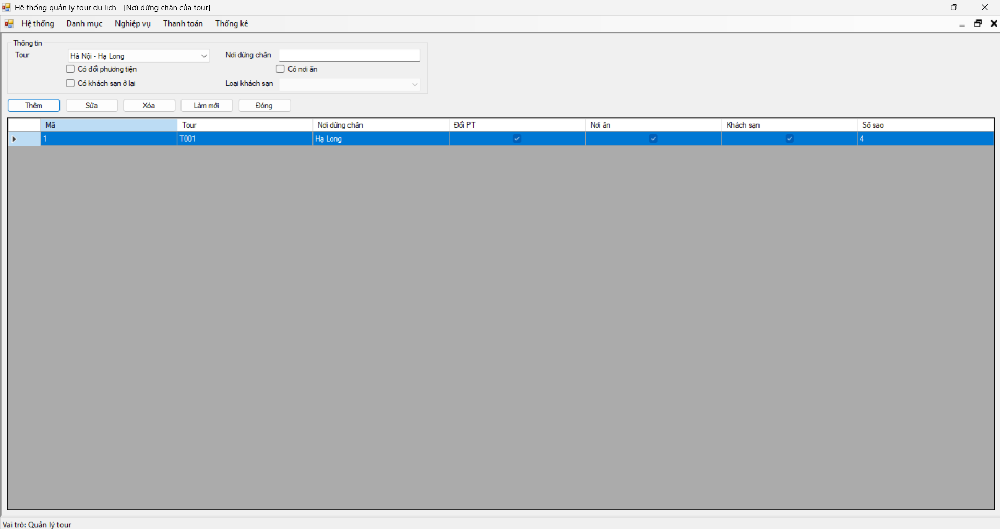 Hệ thống quản lý tour du lịch - [Nơi dừng chân của tour]
Hệ thống Danh mục Nghiệp vụ Thanh toán Thống kê
Thông tin
Tour Hà Nội - Hạ Long Nơi dừng chân
Có đổi phương tiện Có nơi ăn
Có khách sạn ở lại Loại khách sạn
Thêm Sửa Xóa Làm mới Đóng
Mã Tour Nơi dừng chân Đổi PT Nơi ăn Khách sạn Số sao
1 T001 Hạ Long 4
Vai trò: Quản lý tour